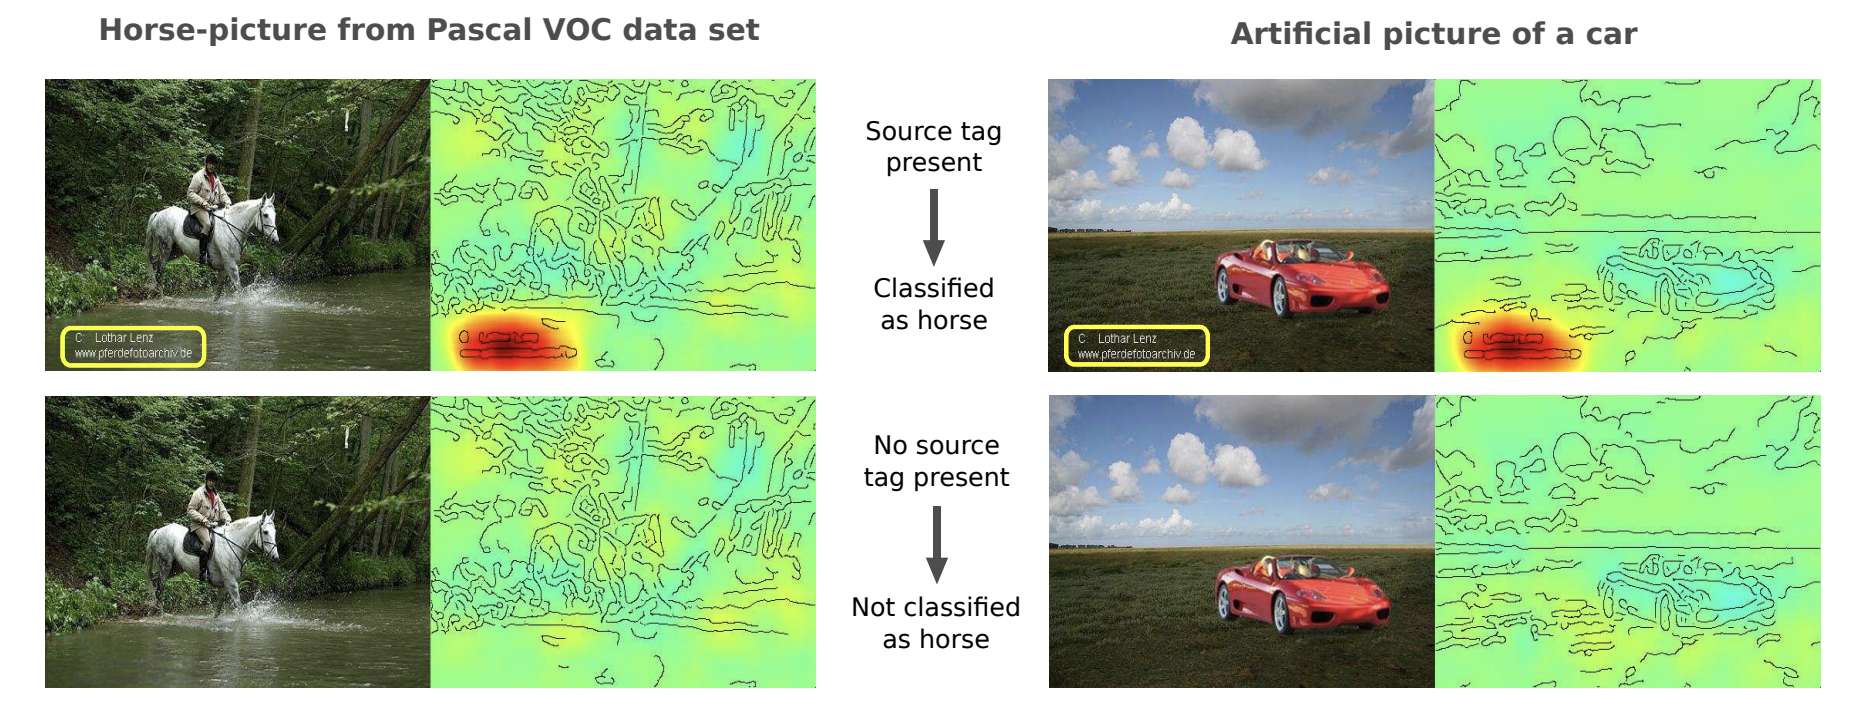 Horse-picture from Pascal VOC data set
Artificial picture of a car
Source tag
present
Classified
as horse
C: Lothar Lenz
www.pferdefotoarchiv.de
C: Lothar Lenz
www.pferdefotoarchiv.de
No source
tag present
Not classified
as horse